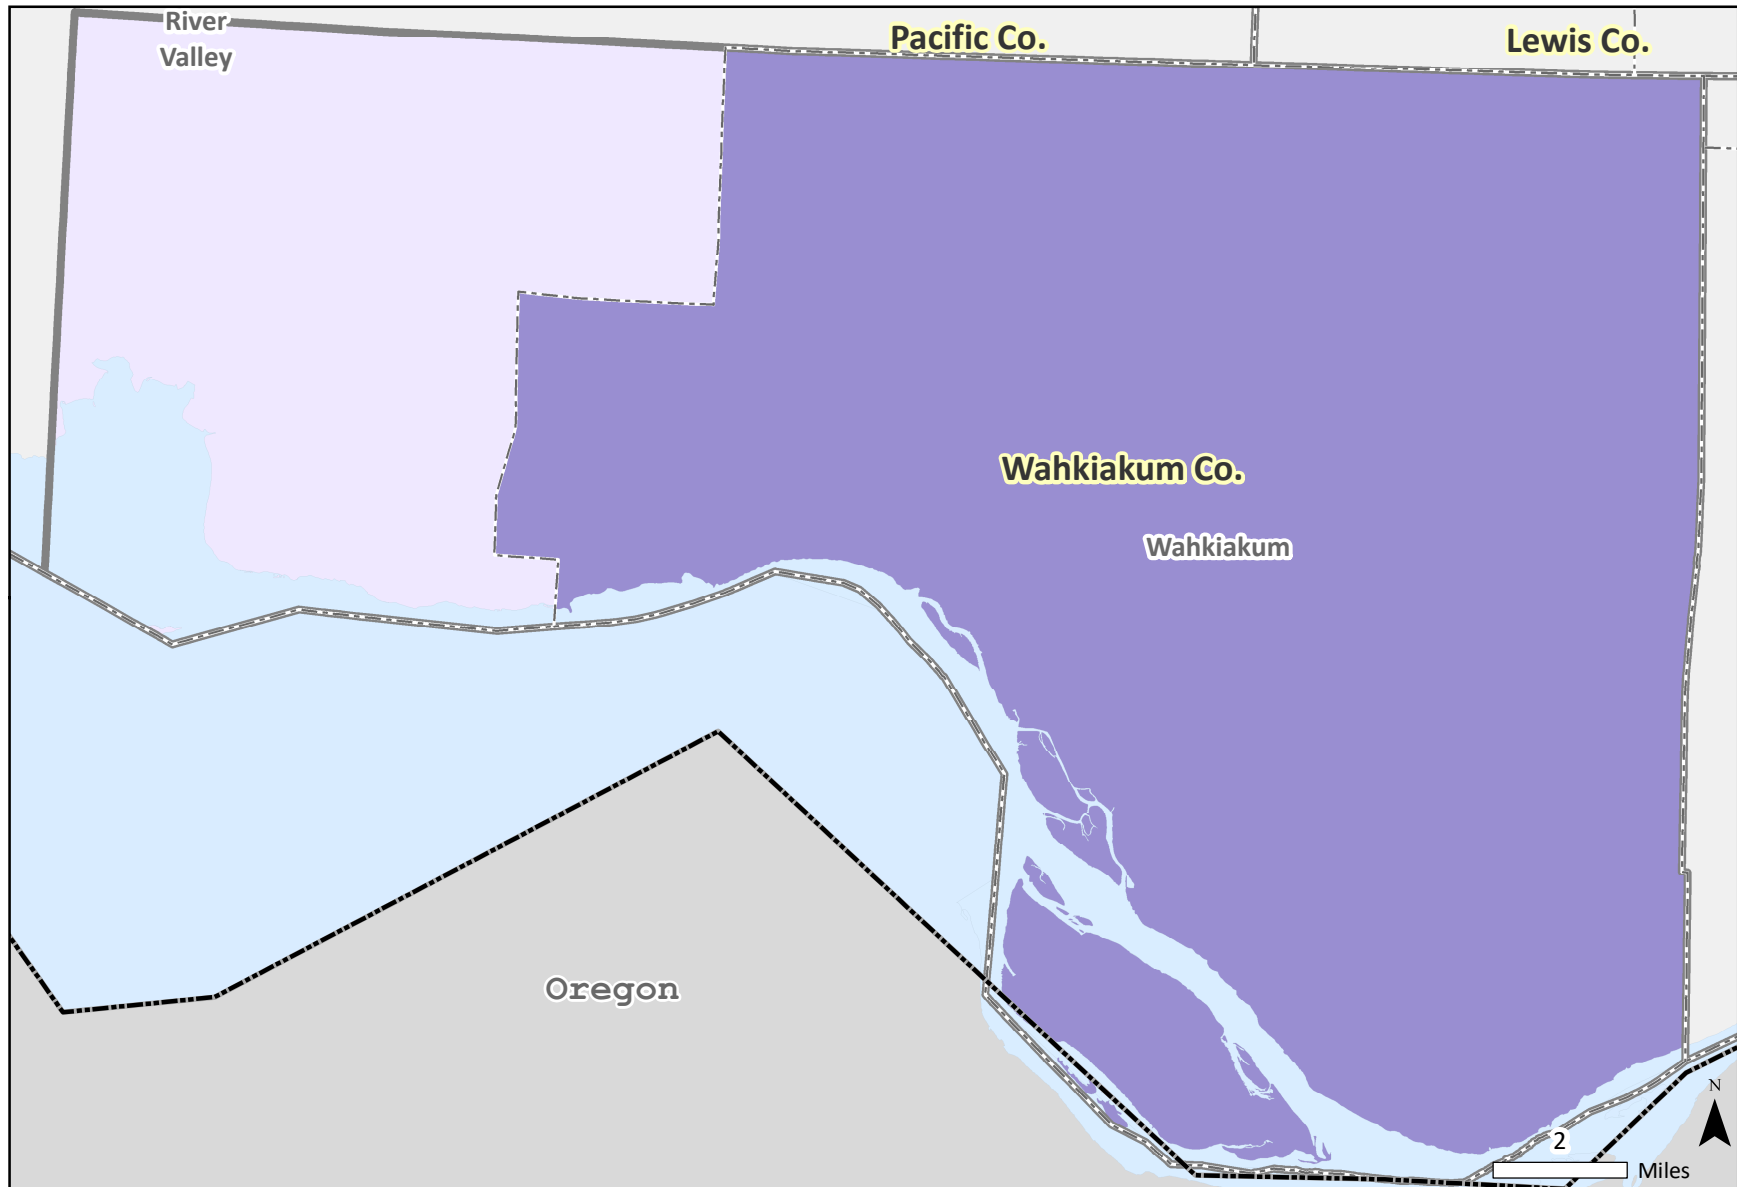 River
Valley
Pacific Co.
Lewis Co.
Wahkiakum Co.
Wahkiakum
Oregon
N
2
Miles